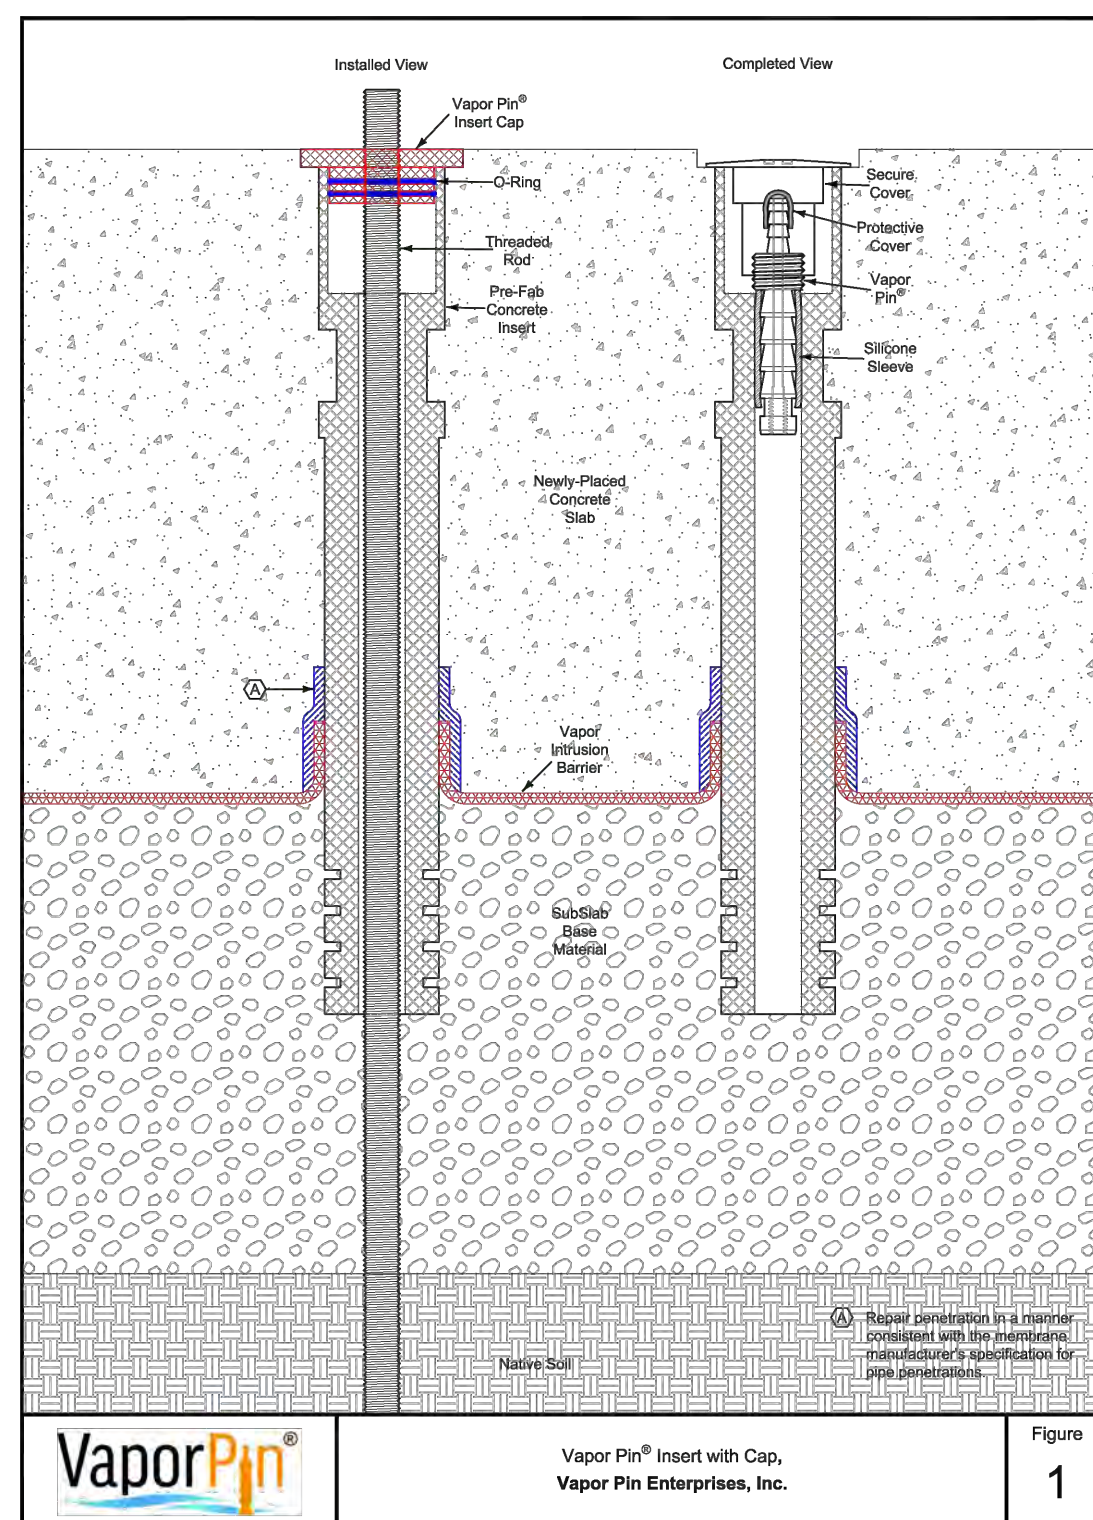 Installed View
Completed View
Vapor Pin®
Insert Cap
O-Ring
Threaded
Rod
Pre-Fab
Concrete
Insert
Secure
Cover
Protective
Cover
Vapor
Pin®
Silicone
Sleeve
Newly-Placed
Concrete
Slab
A
Vapor
Intrusion
Barrier
SubSlab
Base
Material
Native Soil
A Repair penetration in a manner
consistent with the membrane
manufacturer's specification for
pipe penetrations.
VaporPin®
Vapor Pin® Insert with Cap,
Vapor Pin Enterprises, Inc.
Figure
1